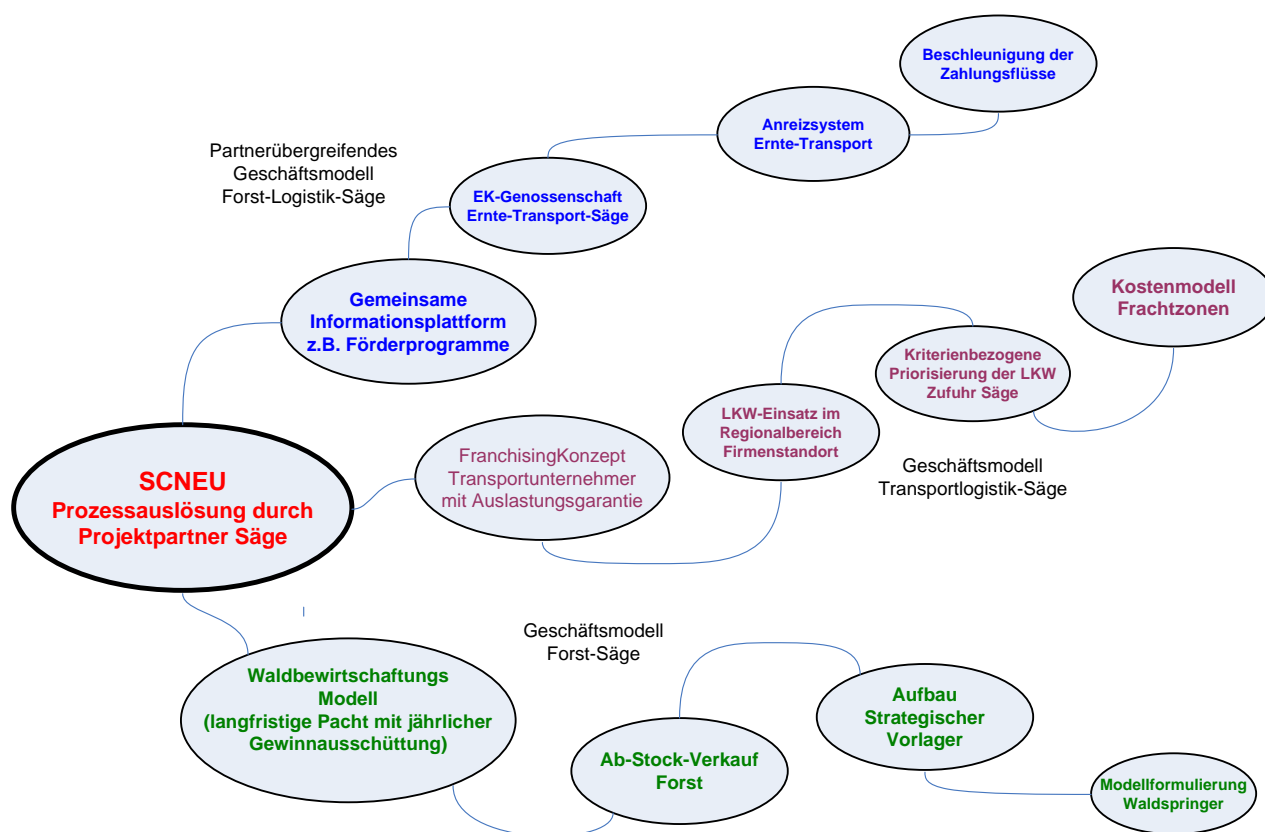 Beschleunigung der
Zahlungsflüsse
Anreizsystem
Ernte-Transport
Partnerübergreifendes
Geschäftsmodell
Forst-Logistik-Säge
EK-Genossenschaft
Ernte-Transport-Säge
Gemeinsame
Informationsplattform
z.B. Förderprogramme
Kostenmodell
Frachtzonen
Kriterienbezogene
Priorisierung der LKW
Zufuhr Säge
LKW-Einsatz im
Regionalbereich
Firmenstandort
FranchisingKonzept
Transportunternehmer
mit Auslastungsgarantie
Geschäftsmodell
Transportlogistik-Säge
SCNEU
Prozessauslösung durch
Projektpartner Säge
Geschäftsmodell
Forst-Säge
Waldbewirtschaftungs
Modell
(langfristige Pacht mit jährlicher
Gewinnausschüttung)
Ab-Stock-Verkauf
Forst
Aufbau
Strategischer
Vorlager
Modellformulierung
Waldspringer